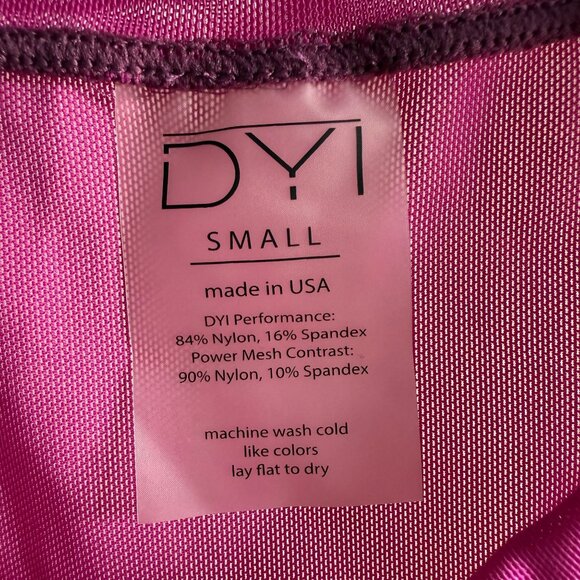 DYI
SMALL
made in USA
DYI Performance:
84% Nylon, 16% Spandex
Power Mesh Contrast:
90% Nylon, 10% Spandex
machine wash cold
like colors
lay flat to dry